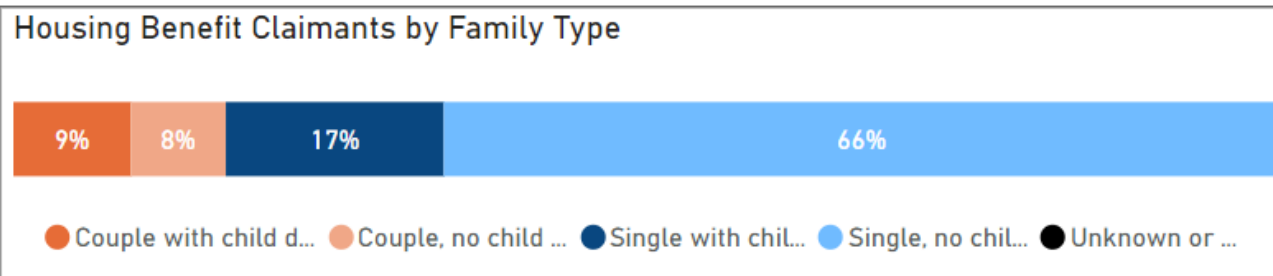 Housing Benefit Claimants by Family Type
9% 8% 17% 66%
Couple with child d... Couple, no child ... Single with chil... Single, no chil... Unknown or ...